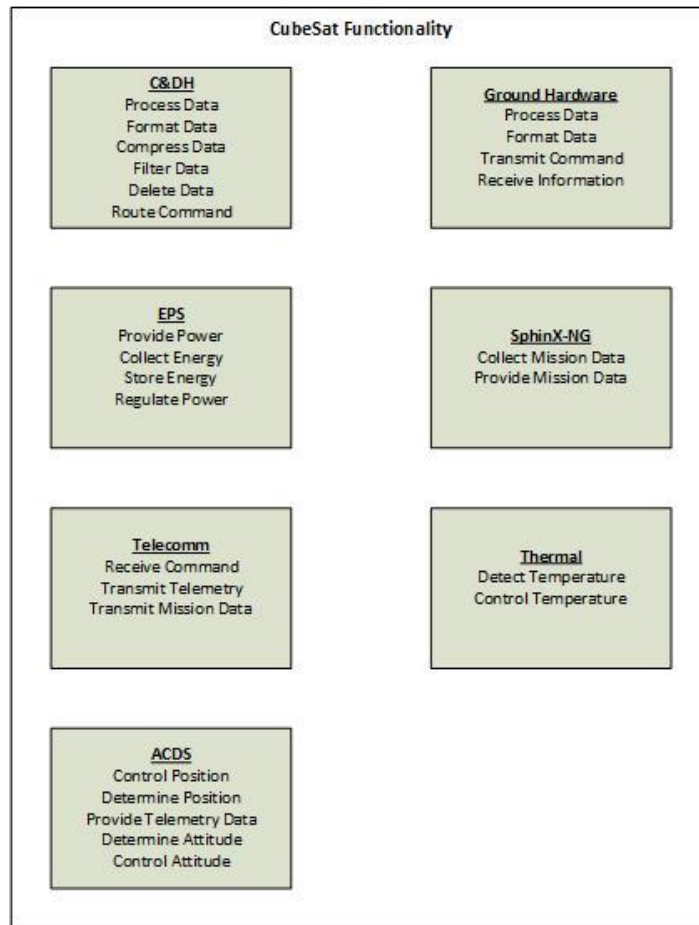 CubeSat Functionality
C&DH
Process Data
Format Data
Compress Data
Filter Data
Delete Data
Route Command
Ground Hardware
Process Data
Format Data
Transmit Command
Receive Information
EPS
Provide Power
Collect Energy
Store Energy
Regulate Power
SphinX-NG
Collect Mission Data
Provide Mission Data
Telecomm
Receive Command
Transmit Telemetry
Transmit Mission Data
Thermal
Detect Temperature
Control Temperature
ACDS
Control Position
Determine Position
Provide Telemetry Data
Determine Attitude
Control Attitude